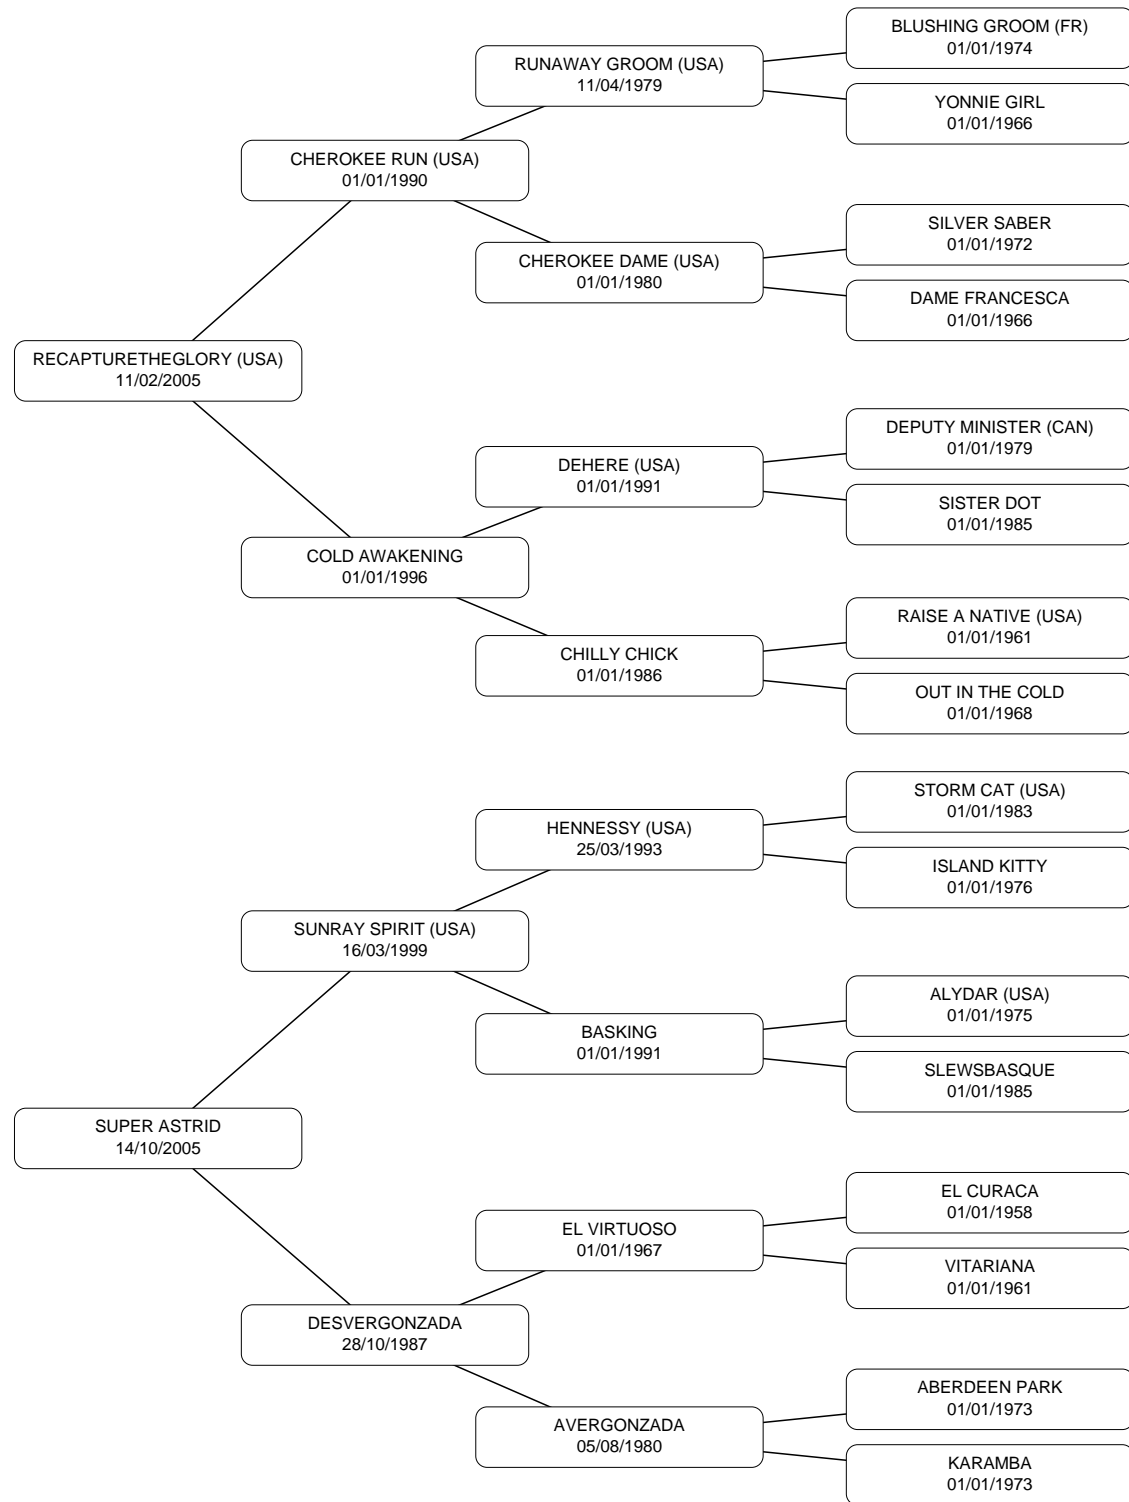 BLUSHING GROOM (FR)
01/01/1974
RUNAWAY GROOM (USA)
11/04/1979
YONNIE GIRL
01/01/1966
CHEROKEE RUN (USA)
01/01/1990
SILVER SABER
01/01/1972
CHEROKEE DAME (USA)
01/01/1980
DAME FRANCESCA
01/01/1966
RECAPTURETHEGLORY (USA)
11/02/2005
DEPUTY MINISTER (CAN)
01/01/1979
DEHERE (USA)
01/01/1991
SISTER DOT
01/01/1985
COLD AWAKENING
01/01/1996
RAISE A NATIVE (USA)
01/01/1961
CHILLY CHICK
01/01/1986
OUT IN THE COLD
01/01/1968
STORM CAT (USA)
01/01/1983
HENNESSY (USA)
25/03/1993
ISLAND KITTY
01/01/1976
SUNRAY SPIRIT (USA)
16/03/1999
ALYDAR (USA)
01/01/1975
BASKING
01/01/1991
SLEWSBASQUE
01/01/1985
SUPER ASTRID
14/10/2005
EL CURACA
01/01/1958
EL VIRTUOSO
01/01/1967
VITARIANA
01/01/1961
DESVERGONZADA
28/10/1987
ABERDEEN PARK
01/01/1973
AVERGONZADA
05/08/1980
KARAMBA
01/01/1973